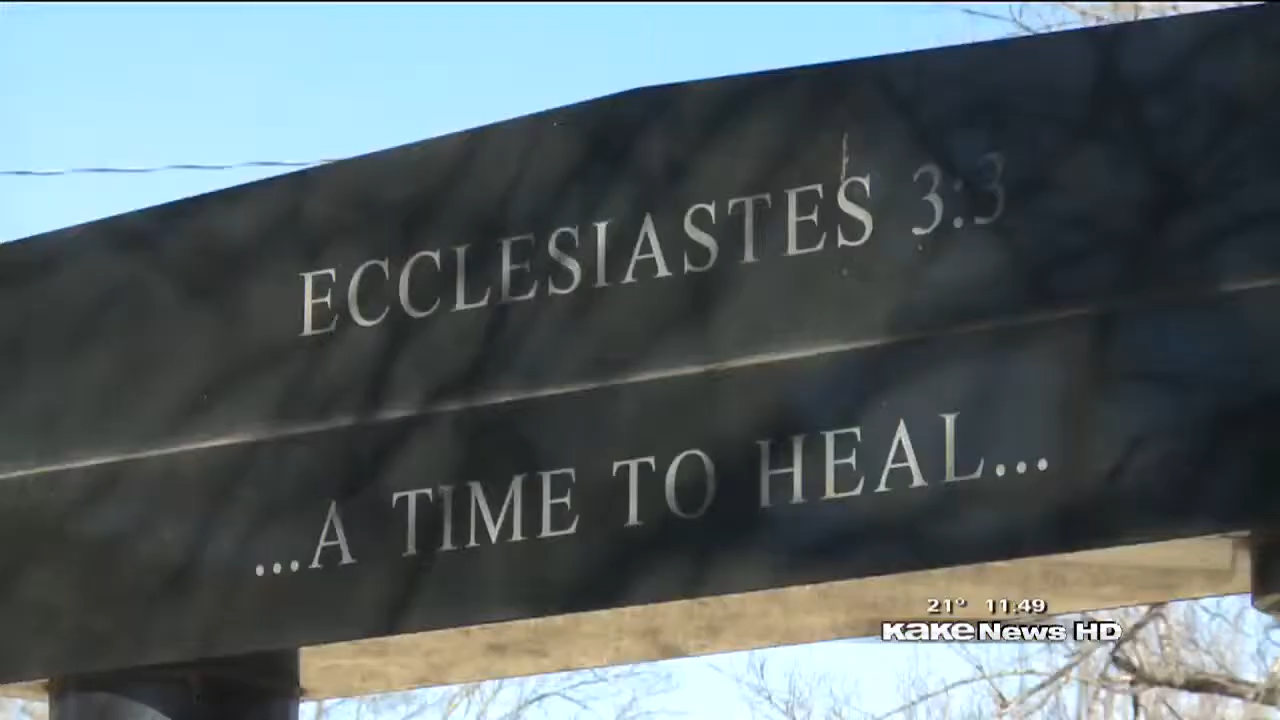 ECCLESIASTES 3:3
...A TIME TO HEAL...
21° 11:49
KAKE NEWS HD